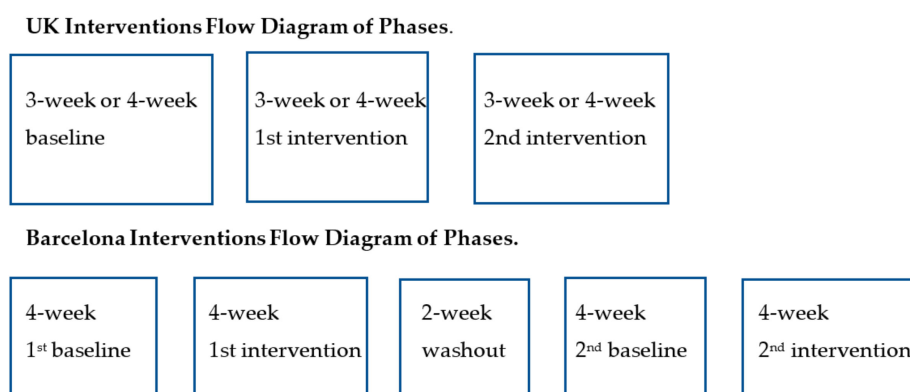 UK Interventions Flow Diagram of Phases.
3-week or 4-week
baseline
3-week or 4-week
1st intervention
3-week or 4-week
2nd intervention
Barcelona Interventions Flow Diagram of Phases.
4-week
1st baseline
4-week
1st intervention
2-week
washout
4-week
2nd baseline
4-week
2nd intervention